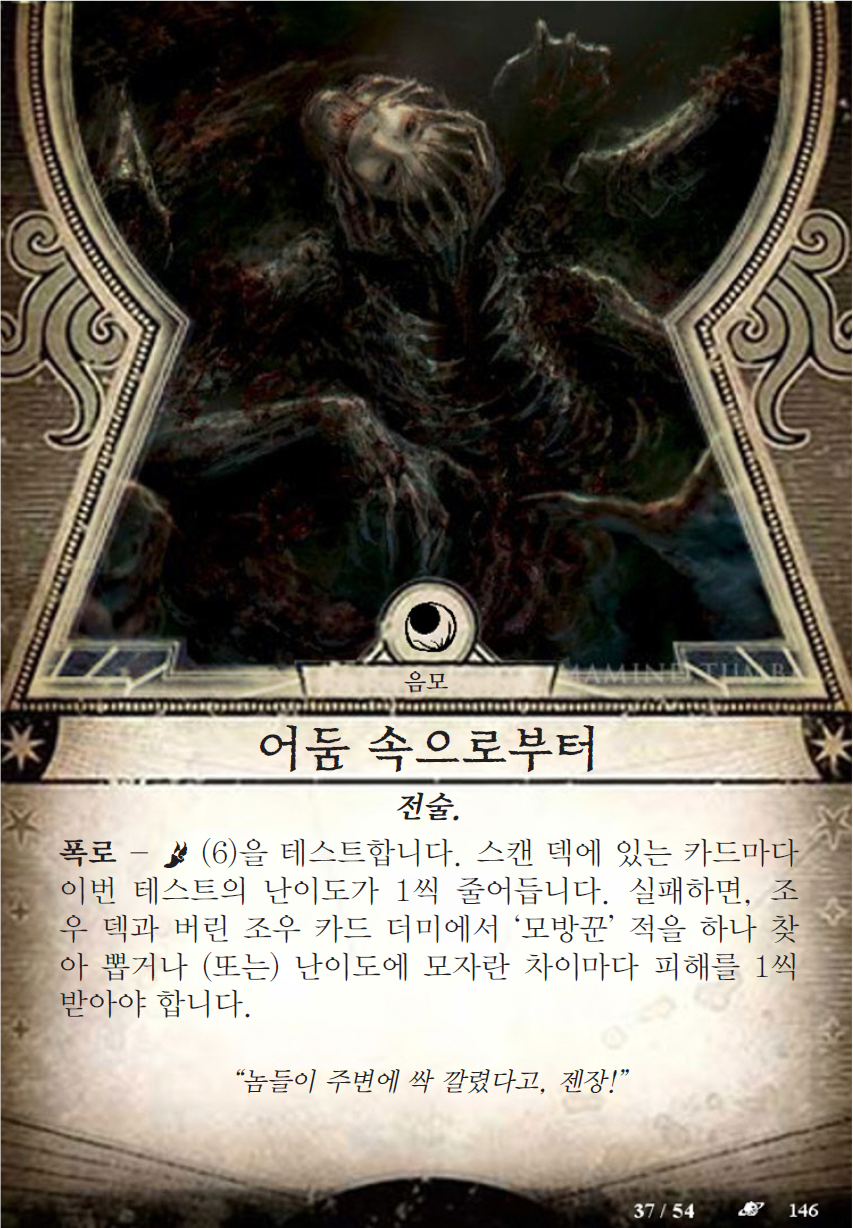 음모
어둠 속으로부터
전술.
폭로 – (6)을 테스트합니다. 스캔 덱에 있는 카드마다
이번 테스트의 난이도가 1씩 줄어듭니다. 실패하면, 조
우 덱과 버린 조우 카드 더미에서 ‘모방꾼’ 적을 하나 찾
아 뽑거나 (또는) 난이도에 모자란 차이마다 피해를 1씩
받아야 합니다.
“놈들이 주변에 싹 깔렸다고, 젠장!”
37 / 54 146